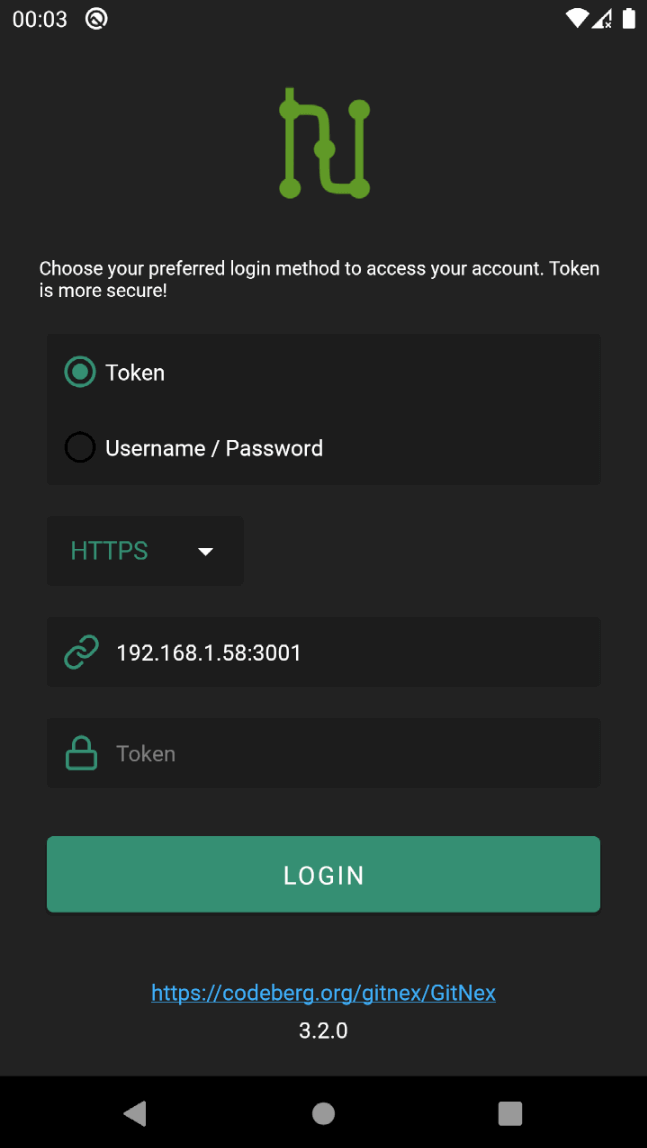 00:03
Choose your preferred login method to access your account. Token
is more secure!
Token
Username / Password
HTTPS
192.168.1.58:3001
Token
LOGIN
https://codeberg.org/gitnex/GitNex
3.2.0